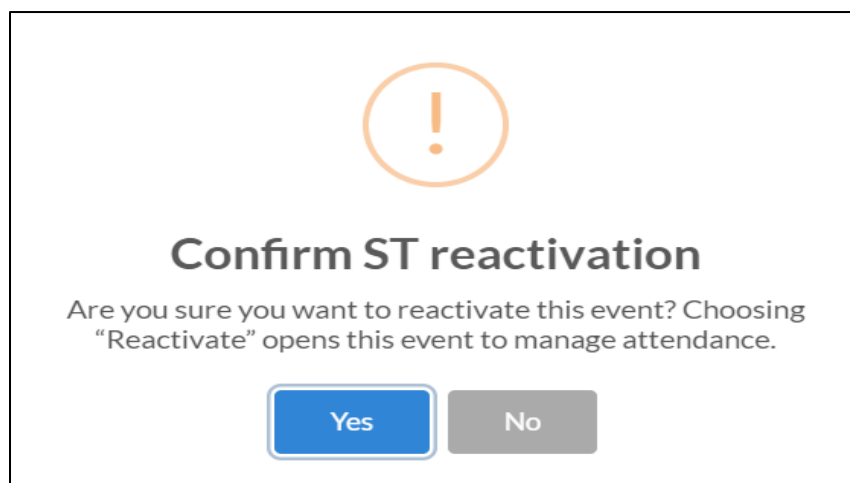 !
Confirm ST reactivation
Are you sure you want to reactivate this event? Choosing
“Reactivate” opens this event to manage attendance.
Yes No